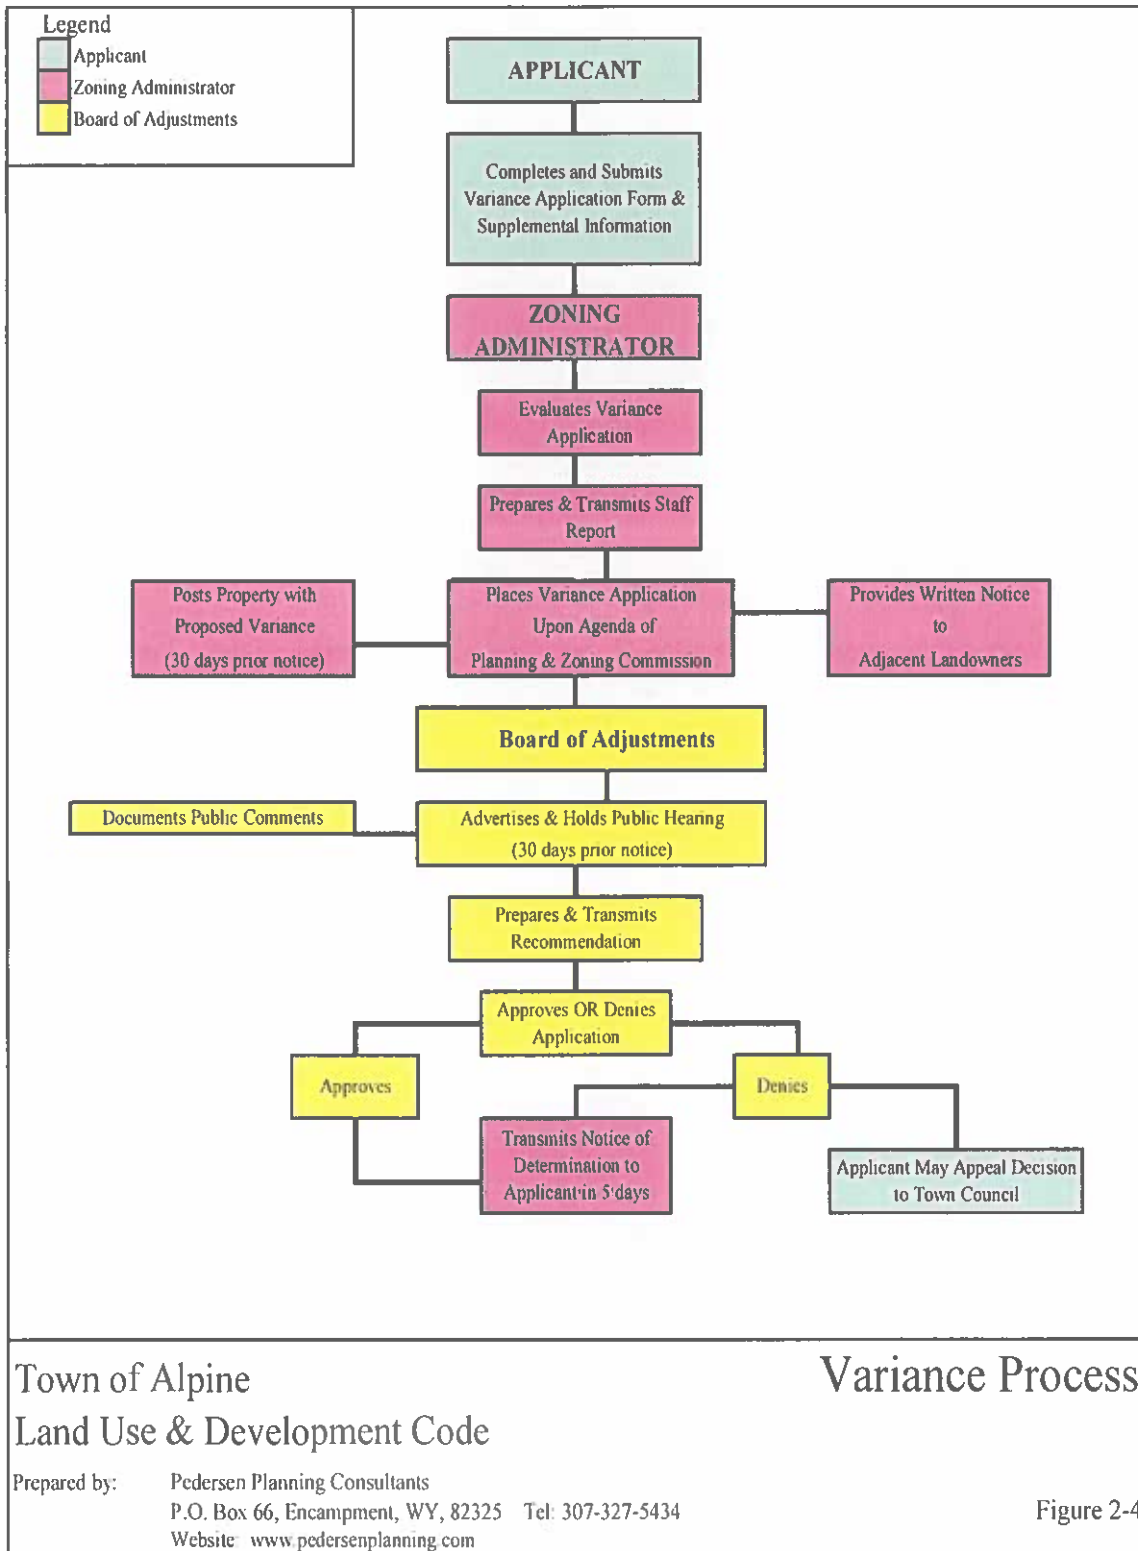 Legend
Applicant
Zoning Administrator
Board of Adjustments
APPLICANT
Completes and Submits
Variance Application Form &
Supplemental Information
ZONING
ADMINISTRATOR
Evaluates Variance
Application
Prepares & Transmits Staff
Report
Posts Property with
Proposed Variance
(30 days prior notice)
Places Variance Application
Upon Agenda of
Planning & Zoning Commission
Provides Written Notice
to
Adjacent Landowners
Board of Adjustments
Documents Public Comments
Advertises & Holds Public Hearing
(30 days prior notice)
Prepares & Transmits
Recommendation
Approves OR Denies
Application
Approves
Denies
Transmits Notice of
Determination to
Applicant in 5 days
Applicant May Appeal Decision
to Town Council
Town of Alpine
Land Use & Development Code
Variance Process
Prepared by: Pedersen Planning Consultants
P.O. Box 66, Encampment, WY, 82325 Tel: 307-327-5434
Website: www.pedersenplanning.com
Figure 2-4